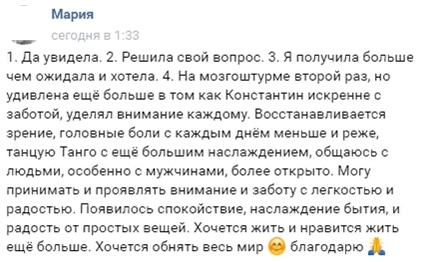 Мария
сегодня в 1:33
1. Да увидела. 2. Решила свой вопрос. 3. Я получила больше
чем ожидала и хотела. 4. На мозгоштурме второй раз, но
удивлена ещё больше в том как Константин искренне с
заботой, уделял внимание каждому. Восстанавливается
зрение, головные боли с каждым днём меньше и реже,
танцую Танго с ещё большим наслаждением, общаюсь с
людьми, особенно с мужчинами, более открыто. Могу
принимать и проявлять внимание и заботу с легкостью и
радостью. Появилось спокойствие, наслаждение бытия, и
радость от простых вещей. Хочется жить и нравится жить
ещё больше. Хочется обнять весь мир 😊 благодарю 🙏